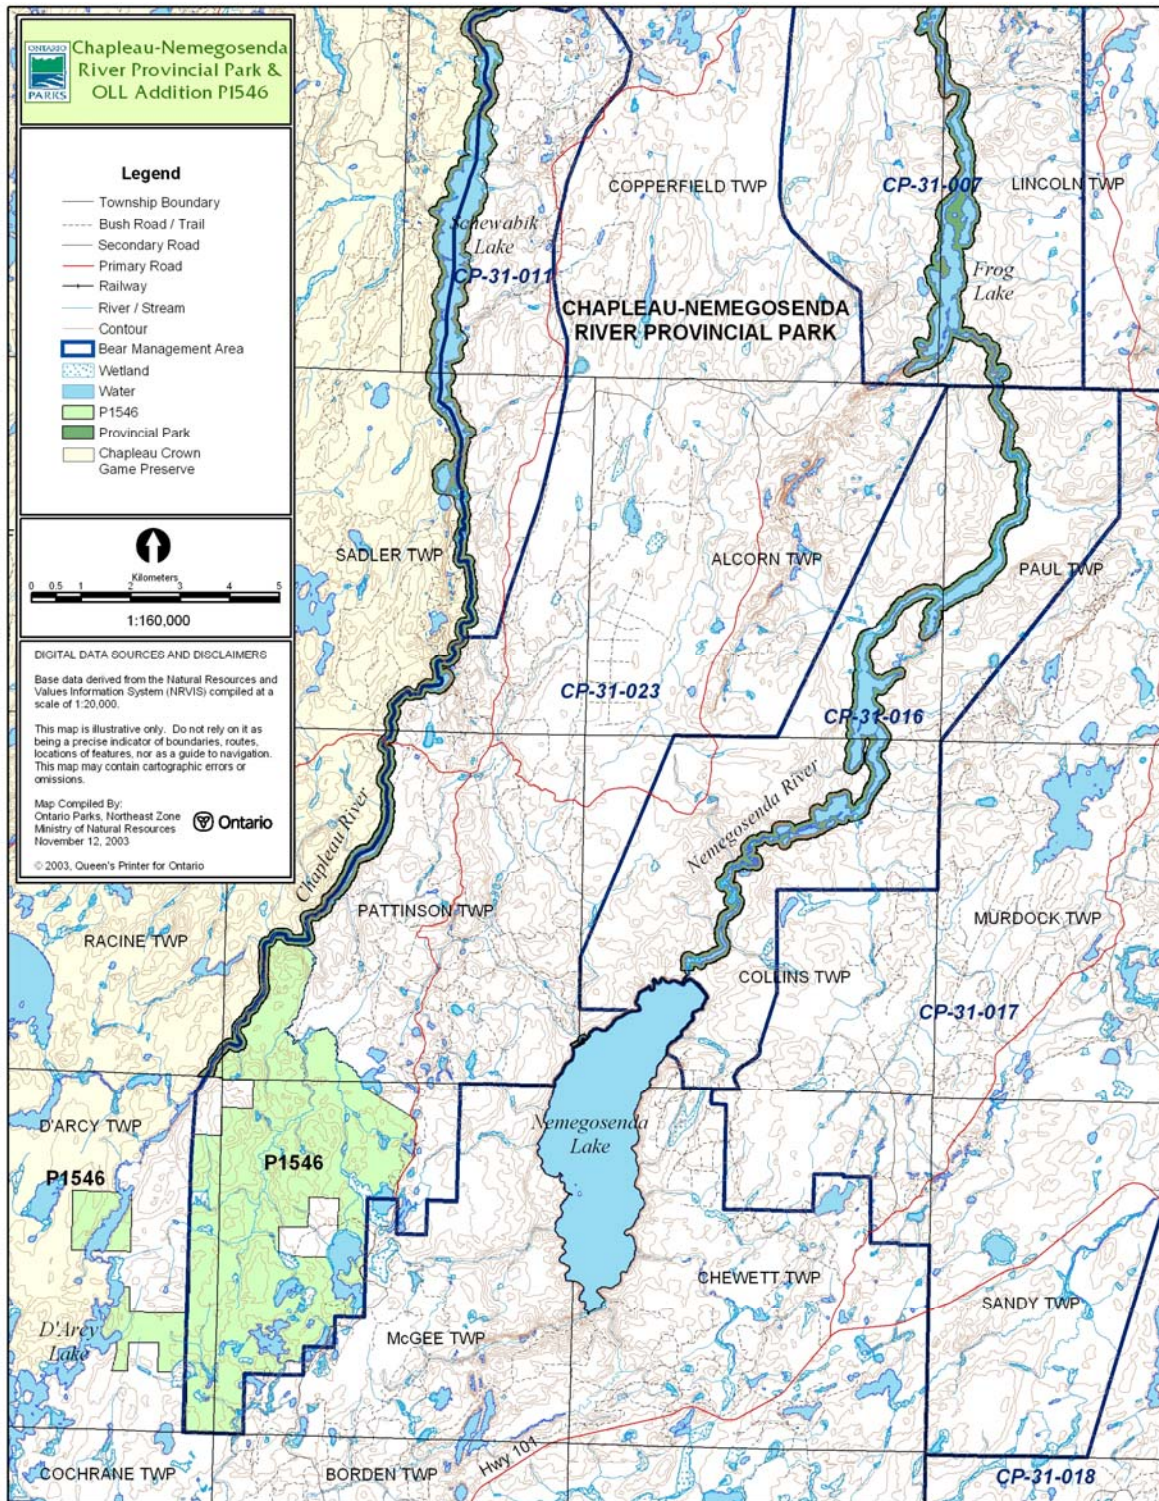 ONTARIO
PARKS
Chapleau-Nemegosenda
River Provincial Park &
OLL Addition P1546
Legend
Township Boundary
Bush Road / Trail
Secondary Road
Primary Road
Railway
River / Stream
Contour
Bear Management Area
Wetland
Water
P1546
Provincial Park
Chapleau Crown
Game Preserve
Kilometers
0 0.5 1 2 3 4 5
1:160,000
DIGITAL DATA SOURCES AND DISCLAIMERS
Base data derived from the Natural Resources and
Values Information System (NRVIS) compiled at a
scale of 1:20,000.
This map is illustrative only. Do not rely on it as
being a precise indicator of boundaries, routes,
locations of features, nor as a guide to navigation.
This map may contain cartographic errors or
omissions.
Map Compiled By:
Ontario Parks, Northeast Zone
Ministry of Natural Resources
November 12, 2003
Ontario
© 2003, Queen's Printer for Ontario
COPPERFIELD TWP
CP-31-007
LINCOLN TWP
Schewabik
Lake
CP-31-011
Frog
Lake
CHAPLEAU-NEMEGOSENDA
RIVER PROVINCIAL PARK
SADLER TWP
ALCORN TWP
PAUL TWP
CP-31-023
CP-31-016
Chapleau River
Nemegosenda River
RACINE TWP
PATTINSON TWP
MURDOCK TWP
COLLINS TWP
CP-31-017
D'ARCY TWP
Nemegosenda
Lake
P1546
P1546
CHEWETT TWP
SANDY TWP
D'Arcy
Lake
McGEE TWP
Hwy 101
COCHRANE TWP
BORDEN TWP
CP-31-018